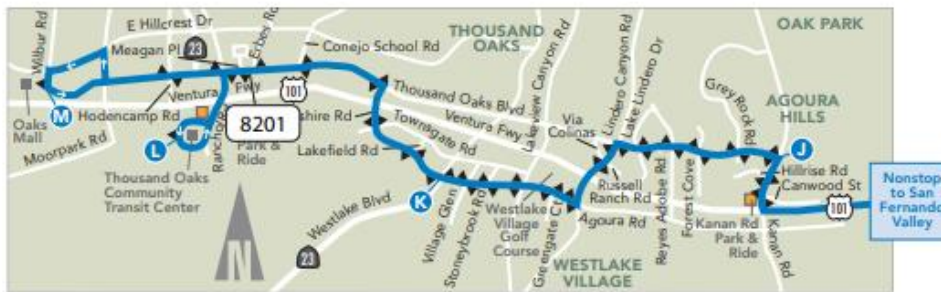 Wilbur Rd
E Hillcrest Dr
Meagan Pl
23
Erbes Rd
Conejo School Rd
THOUSAND
OAKS
OAK PARK
Ventura Fwy
101
Thousand Oaks Blvd
Ventura Fwy
Lakeview Canyon Rd
Lindero Canyon Rd
Lake Lindero Dr
Grey Rock Rd
AGOURA
HILLS
M
Oaks
Mall
Hodencamp Rd
Moorpark Rd
L
Park &
Ride
8201
shire Rd
Towngate Rd
Lakefield Rd
Via
Colinas
J
Hillrise Rd
Canwood St
Thousand Oaks
Community
Transit Center
N
Westlake Blvd
23
K
Village Glen
Stoneybrook Rd
Westlake
Village
Golf
Course
Greengate Ct
Russell
Ranch Rd
Agoura Rd
Reyes Adobe Rd
Forest Cove
Kanan Rd
Park &
Ride
Kanan Rd
101
Nonstop
to San
Fernando
Valley
WESTLAKE
VILLAGE